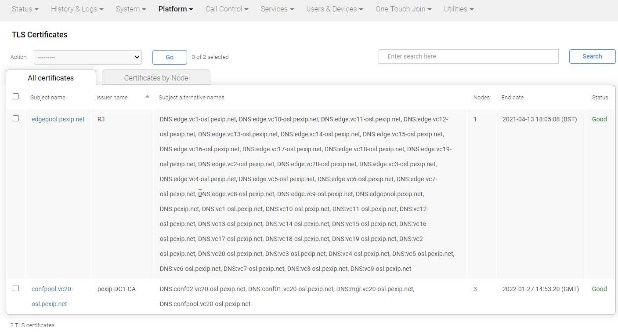 Status History & Logs System Platform Call Control Services Users & Devices One Touch Join Utilities
TLS Certificates
Action: --------- Go 0 of 2 selected Enter search here Search
All certificates Certificates by Node
Subject name Issuer name Subject alternative names Nodes End date Status
edgepool.pexip.net R3 DNS:edge.vc1-osl.pexip.net, DNS:edge.vc10-osl.pexip.net, DNS:edge.vc11-osl.pexip.net, DNS:edge.vc12- 1 2021-04-13 (BST) Good
osl.pexip.net, DNS:edge.vc13-osl.pexip.net, DNS:edge.vc14-osl.pexip.net, DNS:edge.vc15-osl.pexip.net,
DNS:edge.vc16-osl.pexip.net, DNS:edge.vc17-osl.pexip.net, DNS:edge.vc18-osl.pexip.net, DNS:edge.vc19-
osl.pexip.net, DNS:edge.vc2-osl.pexip.net, DNS:edge.vc20-osl.pexip.net, DNS:edge.vc3-osl.pexip.net,
DNS:edge.vc4-osl.pexip.net, DNS:edge.vc5-osl.pexip.net, DNS:edge.vc6-osl.pexip.net, DNS:edge.vc7-
osl.pexip.net, DNS:edge.vc8-osl.pexip.net, DNS:edge.vc9-osl.pexip.net, DNS:edgepool.pexip.net,
DNS:pexip.net, DNS:vc1-osl.pexip.net, DNS:vc10-osl.pexip.net, DNS:vc11-osl.pexip.net, DNS:vc12-
osl.pexip.net, DNS:vc13-osl.pexip.net, DNS:vc14-osl.pexip.net, DNS:vc15-osl.pexip.net, DNS:vc16-
osl.pexip.net, DNS:vc17-osl.pexip.net, DNS:vc18-osl.pexip.net, DNS:vc19-osl.pexip.net, DNS:vc2-
osl.pexip.net, DNS:vc20-osl.pexip.net, DNS:vc3-osl.pexip.net, DNS:vc4-osl.pexip.net, DNS:vc5-osl.pexip.net,
DNS:vc6-osl.pexip.net, DNS:vc7-osl.pexip.net, DNS:vc8-osl.pexip.net, DNS:vc9-osl.pexip.net
confpool.vc20- pexip-DC1-CA DNS:conf02.vc20-osl.pexip.net, DNS:conf01.vc20-osl.pexip.net, DNS:mgr.vc20-osl.pexip.net, 3 2022-01-27 (GMT) Good
osl.pexip.net DNS:confpool.vc20-osl.pexip.net
2 TLS certificates